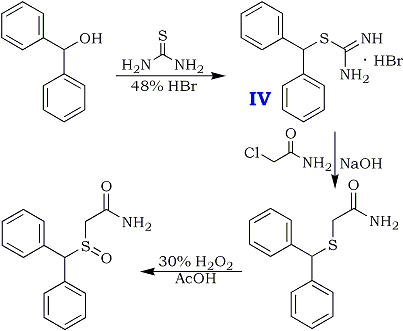 OH
S
H₂N NH₂
48% HBr
S NH
NH₂ · HBr
IV
O
Cl NH₂
NaOH
O
NH₂
S
30% H₂O₂
AcOH
O
NH₂
S
O